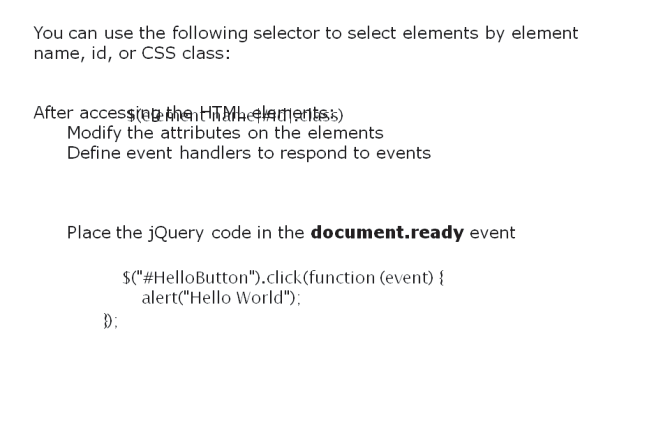 You can use the following selector to select elements by element
name, id, or CSS class:
$(element name|#id|.class)
After accessing the HTML elements:
Modify the attributes on the elements
Define event handlers to respond to events
Place the jQuery code in the document.ready event
$("#HelloButton").click(function (event) {
alert("Hello World");
});